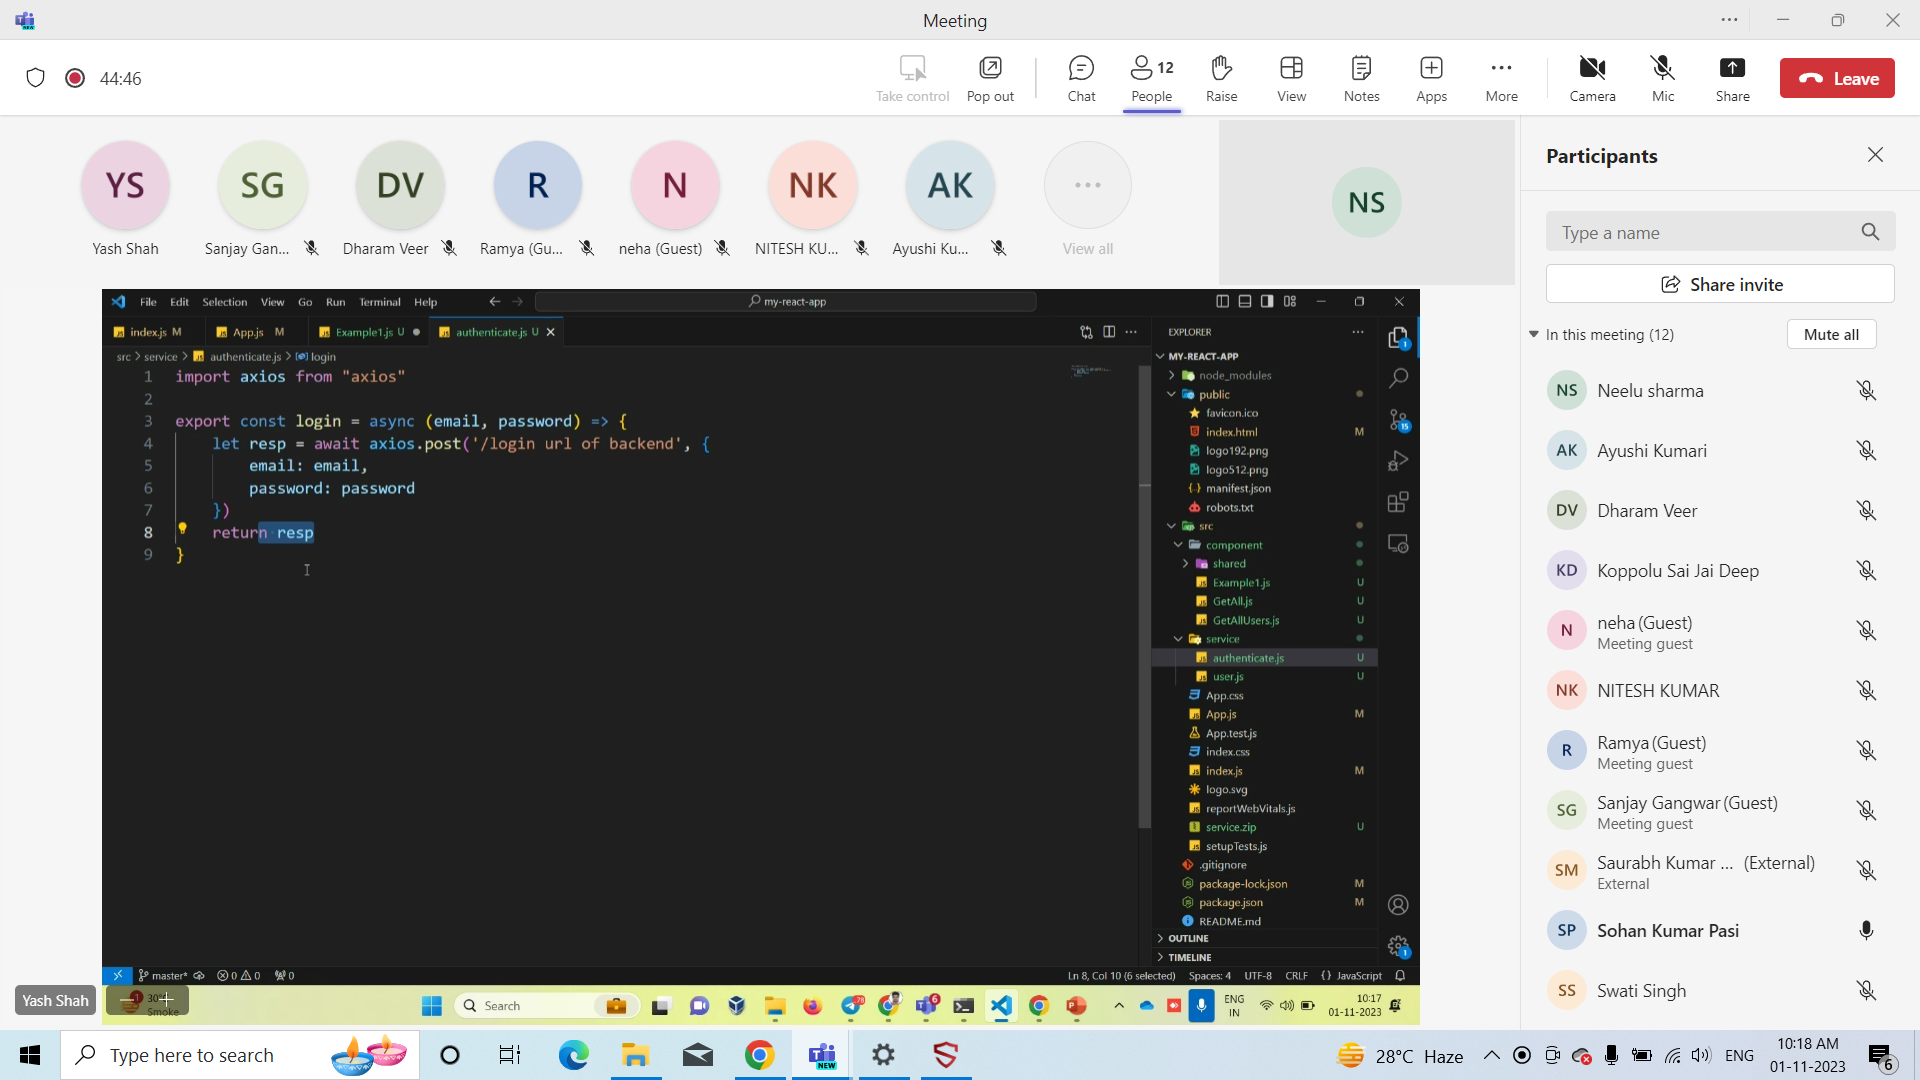 Meeting
44:46
Take control
Pop out
Chat
12
People
Raise
View
Notes
Apps
More
Camera
Mic
Share
Leave
YS
SG
DV
R
N
NK
AK
NS
Yash Shah
Sanjay Gan...
Dharam Veer
Ramya (Gu...
neha (Guest)
NITESH KU...
Ayushi Ku...
View all
File Edit Selection View Go Run Terminal Help
my-react-app
index.js M
App.js M
Example1.js U
authenticate.js U
src > service > authenticate.js > login
1 import axios from "axios"
2
3 export const login = async (email, password) => {
4 let resp = await axios.post('/login url of backend', {
5 email: email,
6 password: password
7 })
8 return resp
9 }
EXPLORER
MY-REACT-APP
node_modules
public
favicon.ico
index.html M
logo192.png
logo512.png
manifest.json
robots.txt
src
component
shared
Example1.js U
GetAll.js U
GetAllUsers.js U
service
authenticate.js U
user.js U
App.css
App.js M
App.test.js
index.css
index.js M
logo.svg
reportWebVitals.js
service.zip U
setupTests.js
.gitignore
package-lock.json M
package.json M
README.md
OUTLINE
TIMELINE
1
15
1
master* 0 0 0
Ln 8, Col 10 (6 selected) Spaces: 4 UTF-8 CRLF {} JavaScript
Yash Shah
Smoke
Search
ENG
IN
10:17
01-11-2023
Participants
Type a name
Share invite
In this meeting (12)
Mute all
NS Neelu sharma
AK Ayushi Kumari
DV Dharam Veer
KD Koppolu Sai Jai Deep
N neha (Guest)
Meeting guest
NK NITESH KUMAR
R Ramya (Guest)
Meeting guest
SG Sanjay Gangwar (Guest)
Meeting guest
SM Saurabh Kumar ... (External)
External
SP Sohan Kumar Pasi
SS Swati Singh
Type here to search
NEW
28°C Haze
ENG
10:18 AM
01-11-2023
6